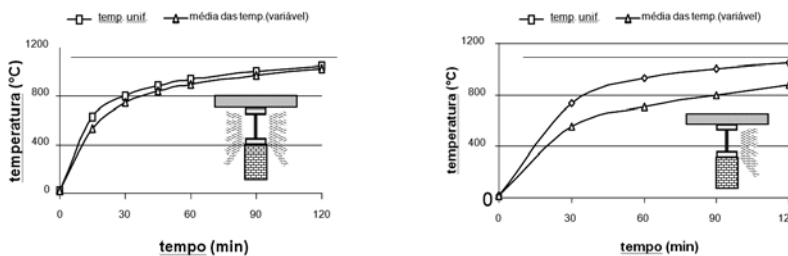 temp. unif. média das temp.(variável)
1200
800
400
0
temperatura (°C)
0 30 60 90 120
tempo (min)
temp. unif. média das temp.(variável)
1200
800
400
0
temperatura (°C)
0 30 60 90 120
tempo (min)